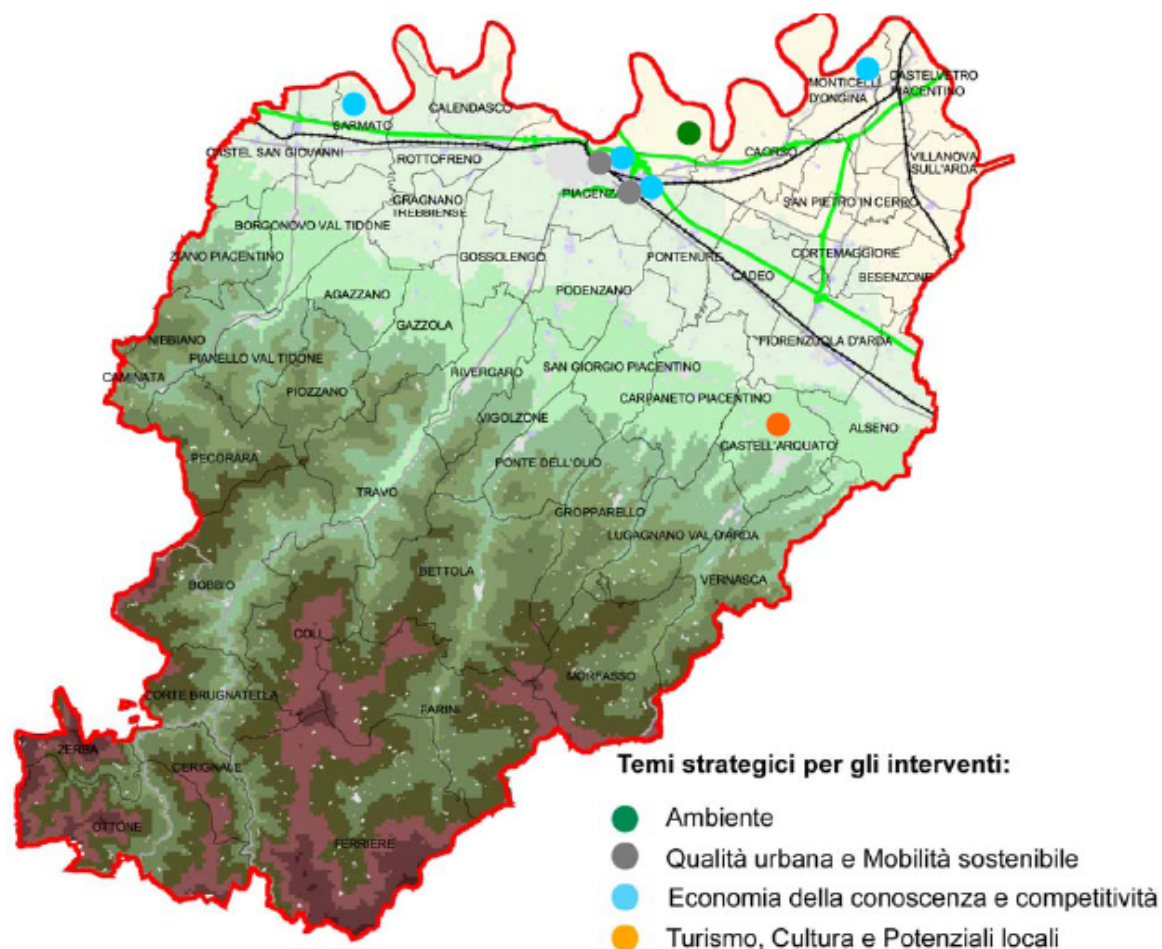 MONTICELLI
D'ONGINA
CASTELVETRO
PIACENTINO
CALENDASCO
SARMATO
CASTEL SAN GIOVANNI
ROTTOFRENO
CAORSO
VILLANOVA
SULL'ARDA
PIACENZA
GRAGNANO
TREBBIENSE
SAN PIETRO IN CERRO
BORGONOVO VAL TIDONE
ZIANO PIACENTINO
GOSSOLENGO
PONTENURE
CORTEMAGGIORE
CADEO
BESENZONE
AGAZZANO
PODENZANO
GAZZOLA
NIBBIANO
PIANELLO VAL TIDONE
FIORENZUOLA D'ARDA
CAMINATA
RIVERGARO
SAN GIORGIO PIACENTINO
PIOZZANO
CARPANETO PIACENTINO
VIGOLZONE
ALSENO
CASTELL'ARQUATO
PECORARA
PONTE DELL'OLIO
TRAVO
GROPPARELLO
LUGAGNANO VAL D'ARDA
BETTOLA
VERNASCA
BOBBIO
COLI
MORFASSO
CORTE BRUGNATELLA
FARINI
ZERBA
CERIGNALE
OTTONE
FERRIERE
Temi strategici per gli interventi:
Ambiente
Qualità urbana e Mobilità sostenibile
Economia della conoscenza e competitività
Turismo, Cultura e Potenziali locali